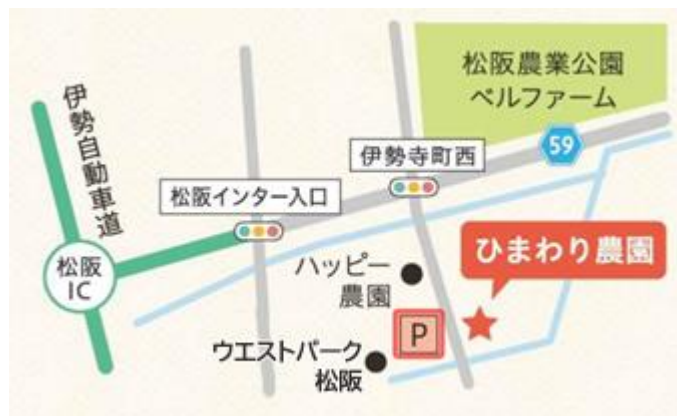 松阪農業公園
ベルファーム
伊勢自動車道
59
伊勢寺町西
松阪インター入口
ひまわり農園
松阪
IC
ハッピー
農園
P
ウエストパーク
松阪